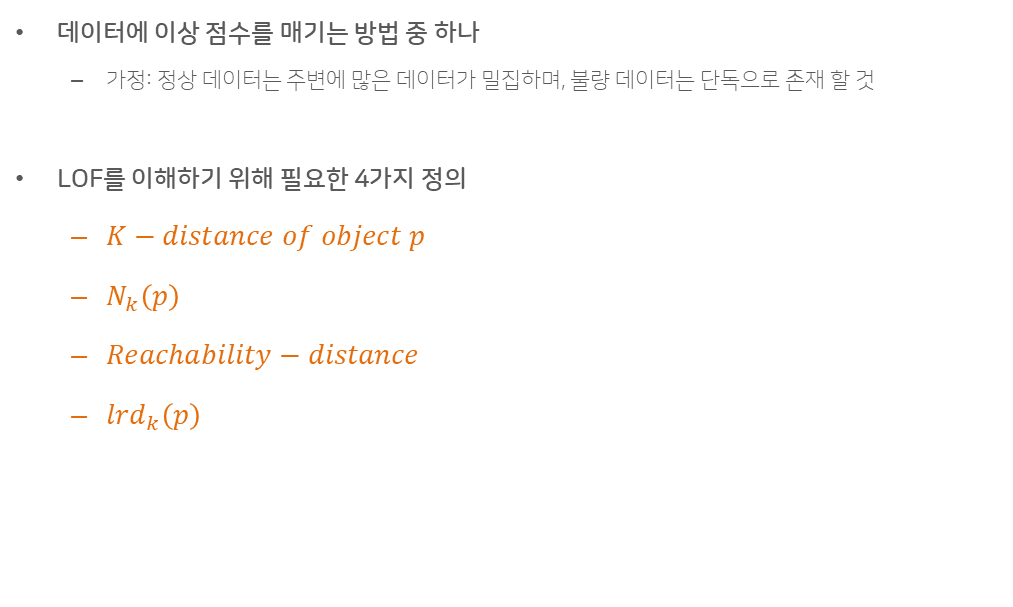 • 데이터에 이상 점수를 매기는 방법 중 하나
– 가정: 정상 데이터는 주변에 많은 데이터가 밀집하며, 불량 데이터는 단독으로 존재 할 것
• LOF를 이해하기 위해 필요한 4가지 정의
– K − distance of object p
– Nₖ(p)
– Reachability − distance
– lrdₖ(p)